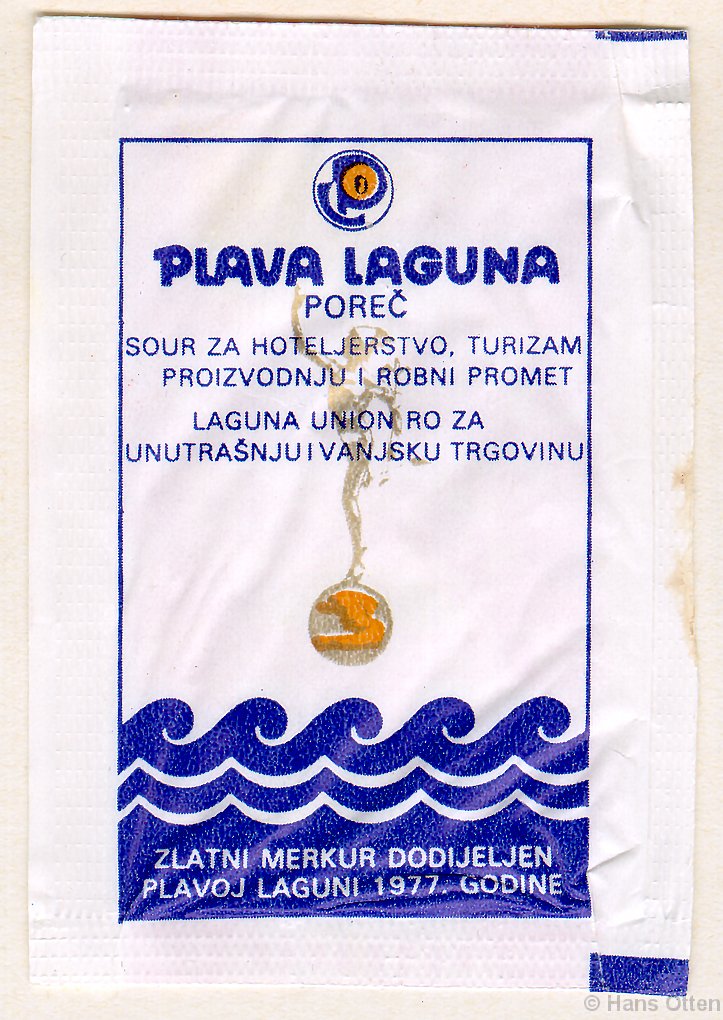 PLAVA LAGUNA
POREČ
SOUR ZA HOTELJERSTVO, TURIZAM
PROIZVODNJU I ROBNI PROMET
LAGUNA UNION RO ZA
UNUTRAŠNJU I VANJSKU TRGOVINU
ZLATNI MERKUR DODIJELJEN
PLAVOJ LAGUNI 1977. GODINE
© Hans Otten